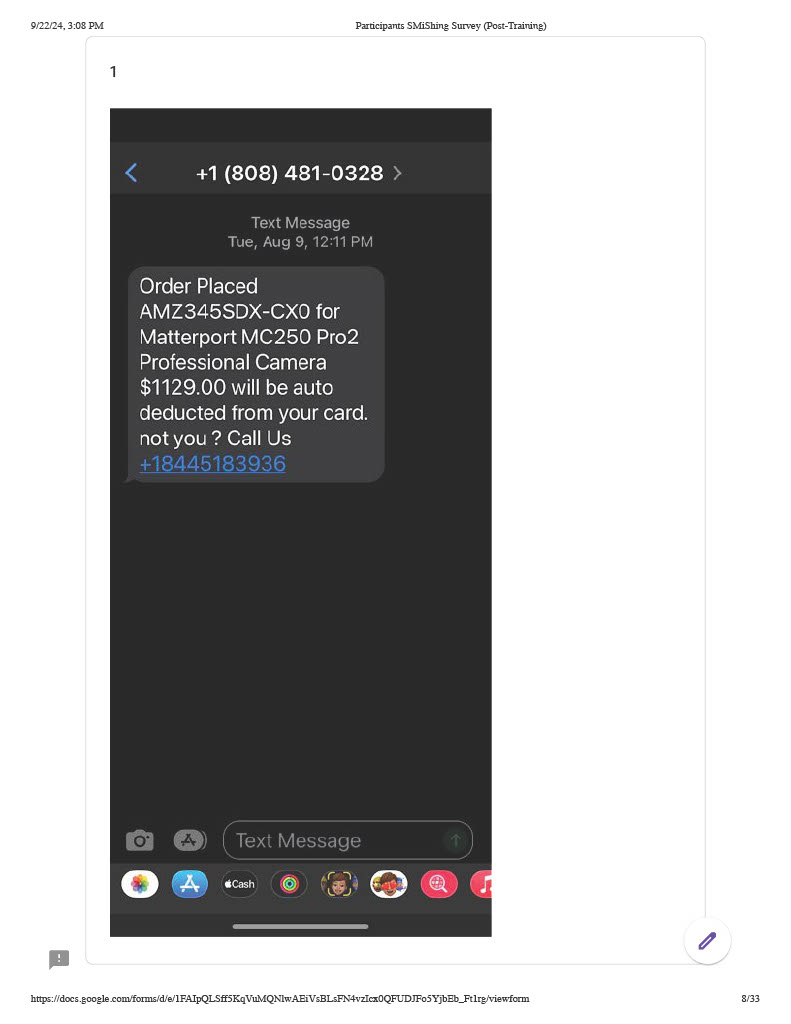 9/22/24, 3:08 PM Participants SMiShing Survey (Post-Training)
1
+1 (808) 481-0328
Text Message
Tue, Aug 9, 12:11 PM
Order Placed
AMZ345SDX-CX0 for
Matterport MC250 Pro2
Professional Camera
$1129.00 will be auto
deducted from your card.
not you ? Call Us
+18445183936
Text Message
Cash
https://docs.google.com/forms/d/e/1FAIpQLSff5KqVuMQNlwAEiVsBLsFN4vzIcx0QFUDJFo5YjbEb_Ft1rg/viewform 8/33